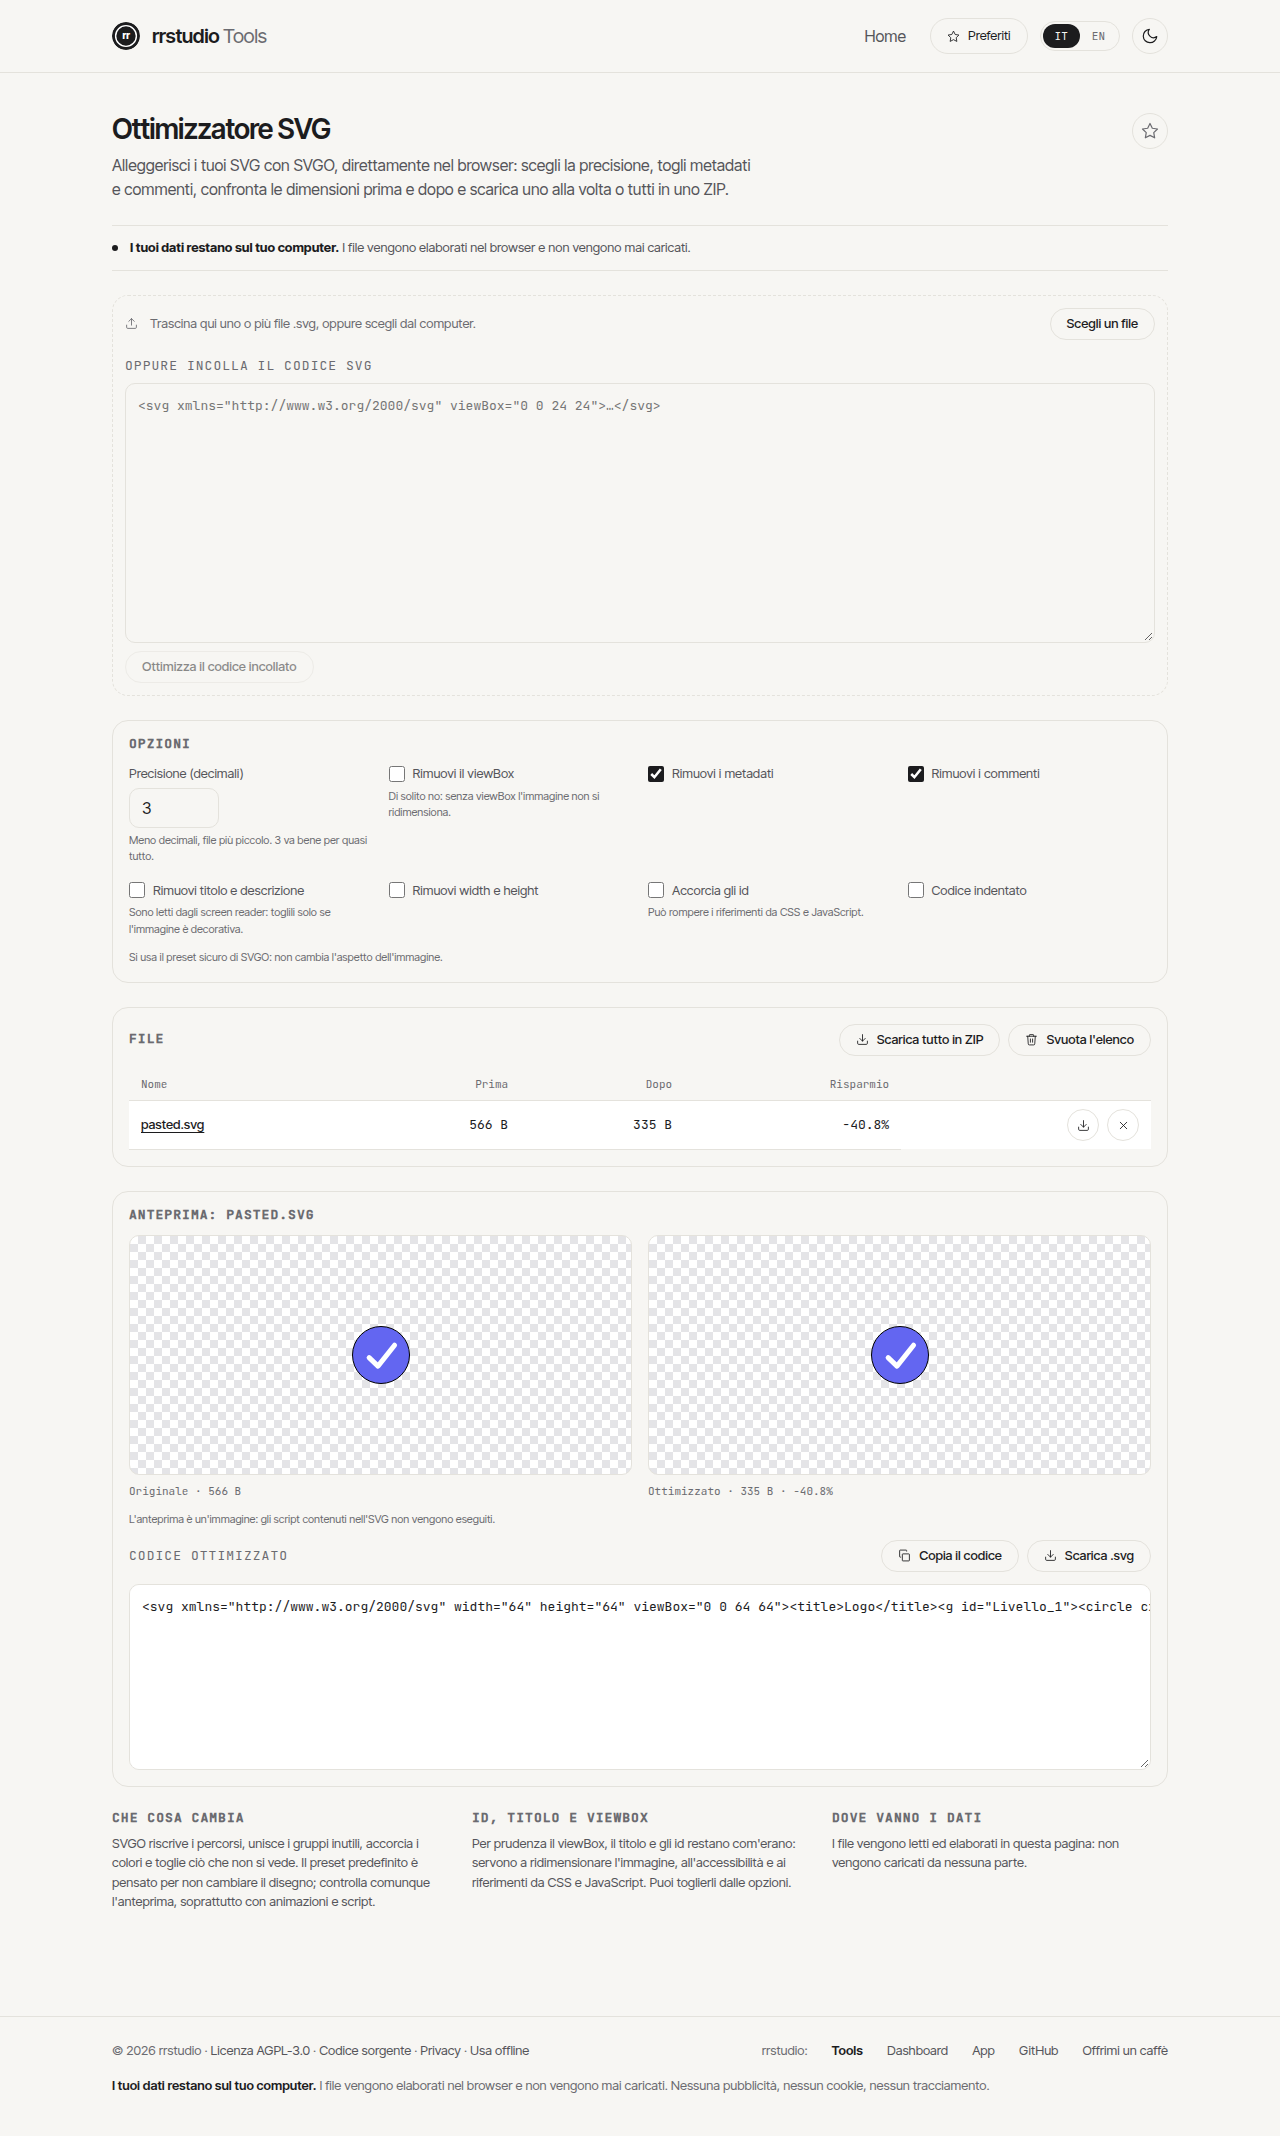 rr rrstudio Tools
Home
Preferiti
IT EN
Ottimizzatore SVG
Alleggerisci i tuoi SVG con SVGO, direttamente nel browser: scegli la precisione, togli metadati
e commenti, confronta le dimensioni prima e dopo e scarica uno alla volta o tutti in uno ZIP.
I tuoi dati restano sul tuo computer. I file vengono elaborati nel browser e non vengono mai caricati.
Trascina qui uno o più file .svg, oppure scegli dal computer.
Scegli un file
OPPURE INCOLLA IL CODICE SVG
<svg xmlns="http://www.w3.org/2000/svg" viewBox="0 0 24 24">…</svg>
Ottimizza il codice incollato
OPZIONI
Precisione (decimali)
3
Meno decimali, file più piccolo. 3 va bene per quasi
tutto.
Rimuovi il viewBox
Di solito no: senza viewBox l'immagine non si
ridimensiona.
Rimuovi i metadati
Rimuovi i commenti
Rimuovi titolo e descrizione
Sono letti dagli screen reader: toglili solo se
l'immagine è decorativa.
Rimuovi width e height
Accorcia gli id
Può rompere i riferimenti da CSS e JavaScript.
Codice indentato
Si usa il preset sicuro di SVGO: non cambia l'aspetto dell'immagine.
FILE
Scarica tutto in ZIP
Svuota l'elenco
Nome Prima Dopo Risparmio
pasted.svg 566 B 335 B -40.8%
ANTEPRIMA: PASTED.SVG
Originale · 566 B
Ottimizzato · 335 B · -40.8%
L'anteprima è un'immagine: gli script contenuti nell'SVG non vengono eseguiti.
CODICE OTTIMIZZATO
Copia il codice
Scarica .svg
<svg xmlns="http://www.w3.org/2000/svg" width="64" height="64" viewBox="0 0 64 64"><title>Logo</title><g id="Livello_1"><circle c
CHE COSA CAMBIA
SVGO riscrive i percorsi, unisce i gruppi inutili, accorcia i
colori e toglie ciò che non si vede. Il preset predefinito è
pensato per non cambiare il disegno; controlla comunque
l'anteprima, soprattutto con animazioni e script.
ID, TITOLO E VIEWBOX
Per prudenza il viewBox, il titolo e gli id restano com'erano:
servono a ridimensionare l'immagine, all'accessibilità e ai
riferimenti da CSS e JavaScript. Puoi toglierli dalle opzioni.
DOVE VANNO I DATI
I file vengono letti ed elaborati in questa pagina: non
vengono caricati da nessuna parte.
© 2026 rrstudio · Licenza AGPL-3.0 · Codice sorgente · Privacy · Usa offline
rrstudio: Tools Dashboard App GitHub Offrimi un caffè
I tuoi dati restano sul tuo computer. I file vengono elaborati nel browser e non vengono mai caricati. Nessuna pubblicità, nessun cookie, nessun tracciamento.